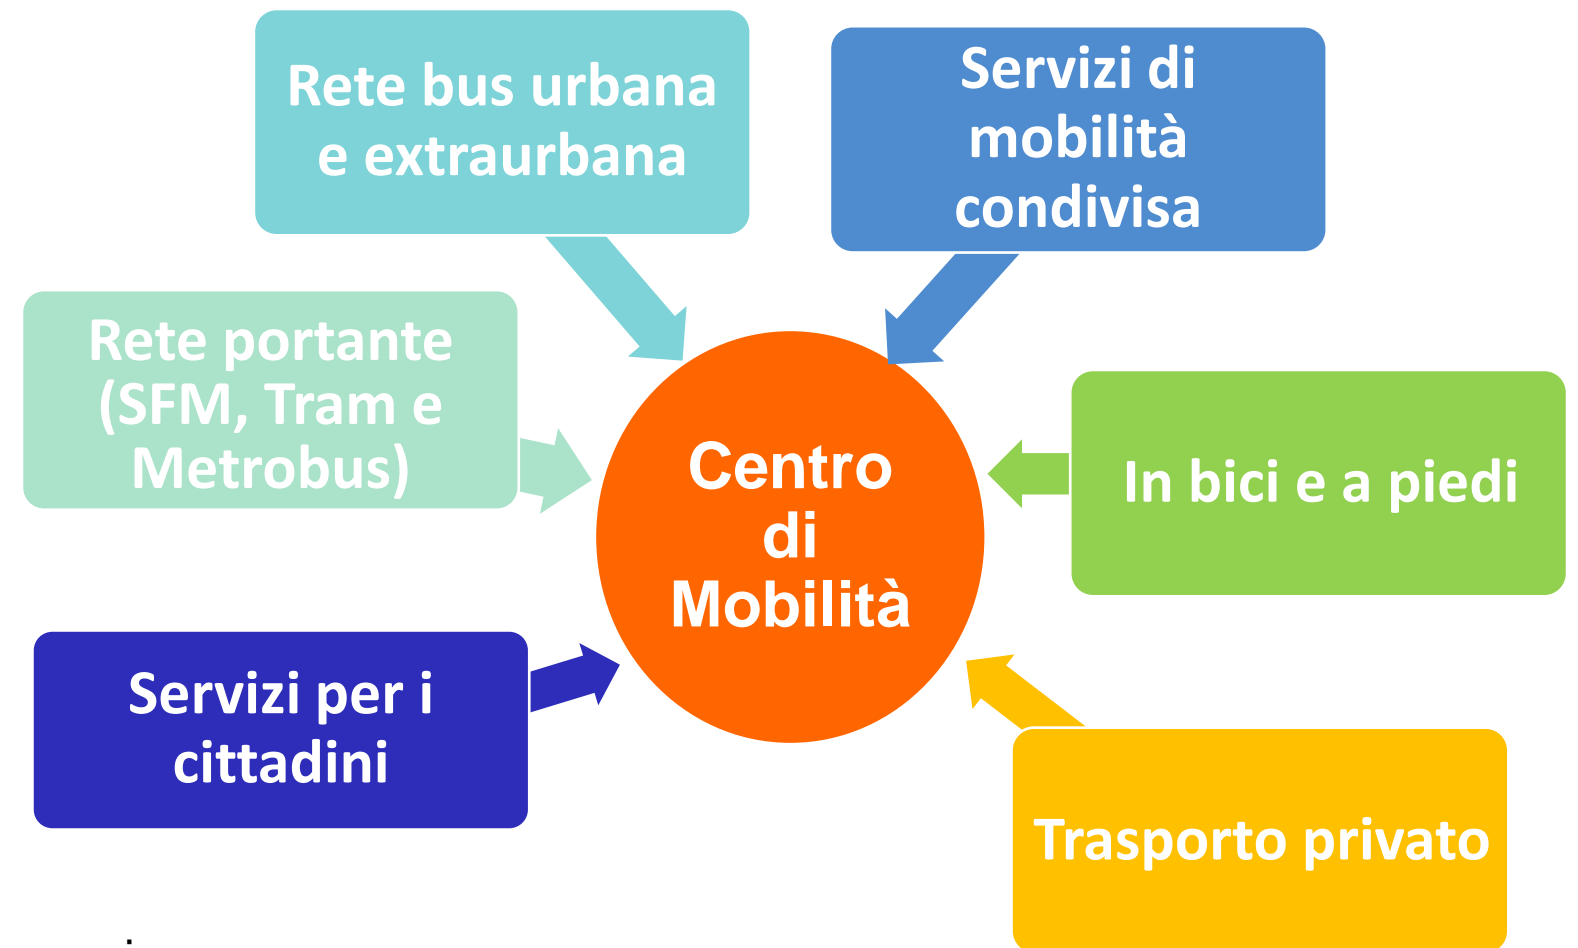 Rete bus urbana
e extraurbana
Servizi di
mobilità
condivisa
Rete portante
(SFM, Tram e
Metrobus)
Centro
di
Mobilità
In bici e a piedi
Servizi per i
cittadini
Trasporto privato
.